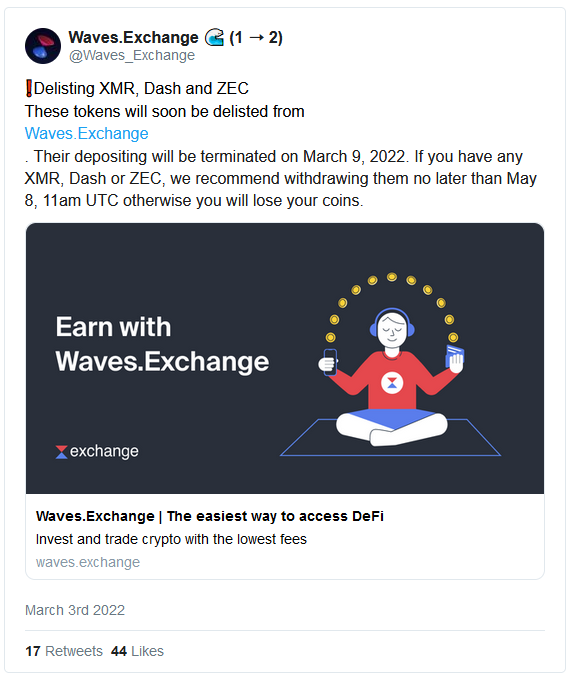 Waves.Exchange 🌊 (1 → 2)
@Waves_Exchange
❗Delisting XMR, Dash and ZEC
These tokens will soon be delisted from
Waves.Exchange
. Their depositing will be terminated on March 9, 2022. If you have any
XMR, Dash or ZEC, we recommend withdrawing them no later than May
8, 11am UTC otherwise you will lose your coins.
Earn with
Waves.Exchange
exchange
Waves.Exchange | The easiest way to access DeFi
Invest and trade crypto with the lowest fees
waves.exchange
March 3rd 2022
17 Retweets 44 Likes